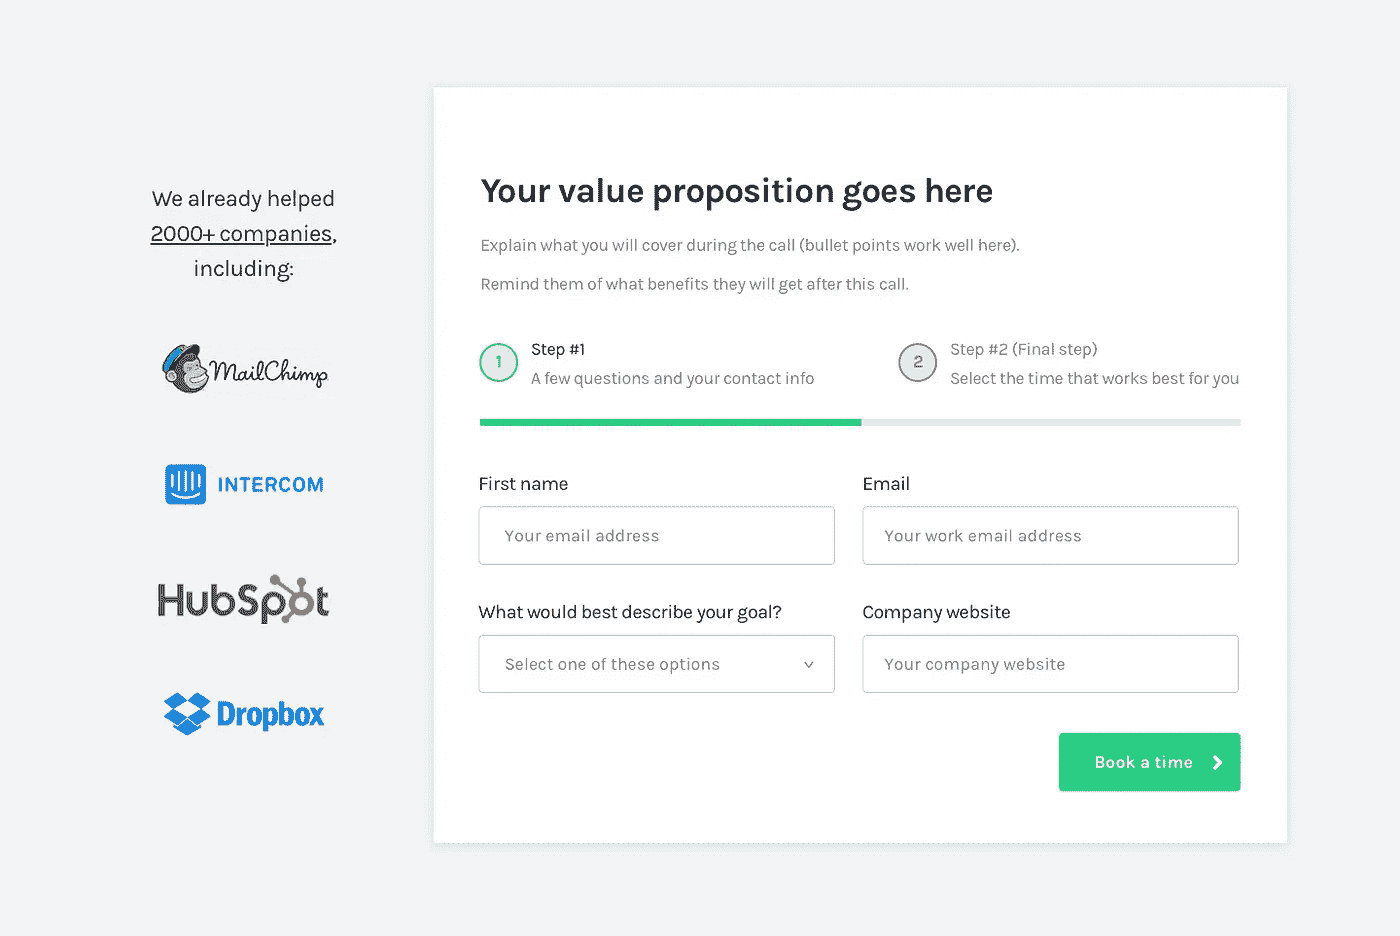 We already helped
2000+ companies,
including:
MailChimp
INTERCOM
HubSpot
Dropbox
Your value proposition goes here
Explain what you will cover during the call (bullet points work well here).
Remind them of what benefits they will get after this call.
1
Step #1
A few questions and your contact info
2
Step #2 (Final step)
Select the time that works best for you
First name
Your email address
Email
Your work email address
What would best describe your goal?
Select one of these options
Company website
Your company website
Book a time